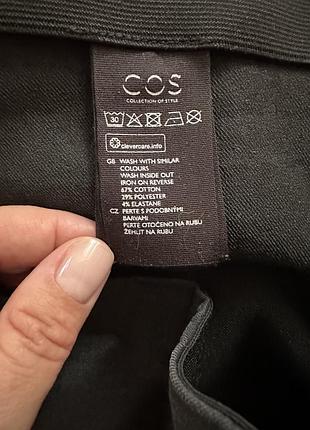 COS
COLLECTION OF STYLE
30
clevercare.info
GB WASH WITH SIMILAR
COLOURS
WASH INSIDE OUT
IRON ON REVERSE
67% COTTON
29% POLYESTER
4% ELASTANE
CZ PERTE S PODOBNÝMI
BARVAMI
PERTE OTOČENO NA RUBU
ŽEHLIT NA RUBU